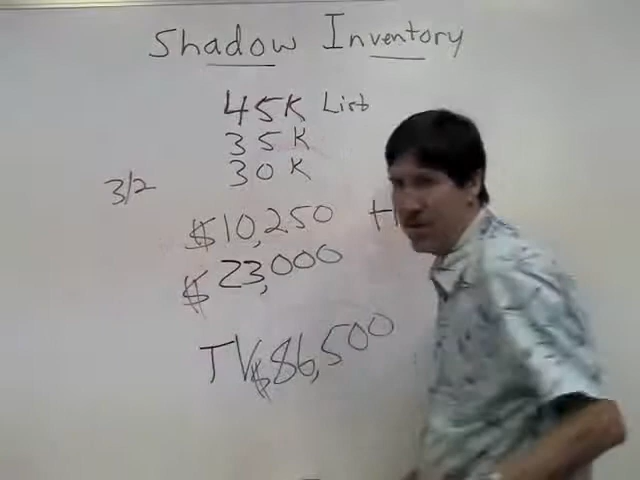 Shadow Inventory
45K List
35K
30K
3/2
$10,250
$23,000
TV $86,500